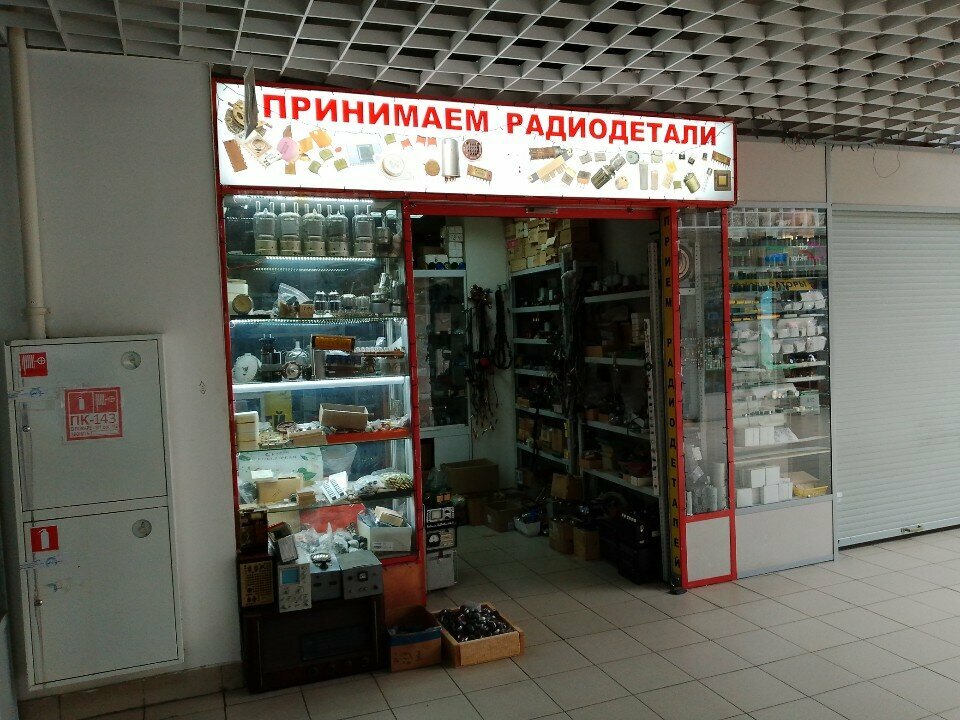 ПРИНИМАЕМ РАДИОДЕТАЛИ
ПРИЕМ РАДИОДЕТАЛЕЙ
ПК-143